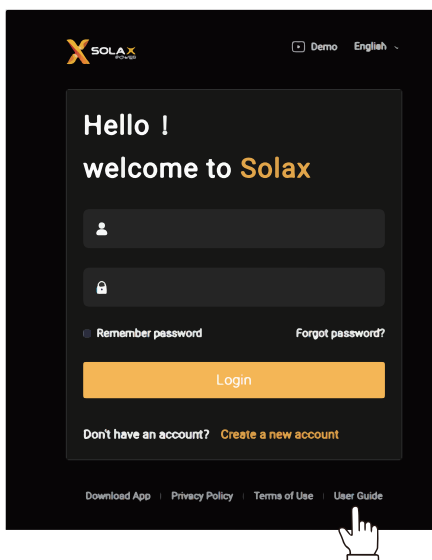 SOLAX
POWER
Demo English
Hello !
welcome to Solax
Remember password Forgot password?
Login
Don't have an account? Create a new account
Download App | Privacy Policy | Terms of Use | User Guide